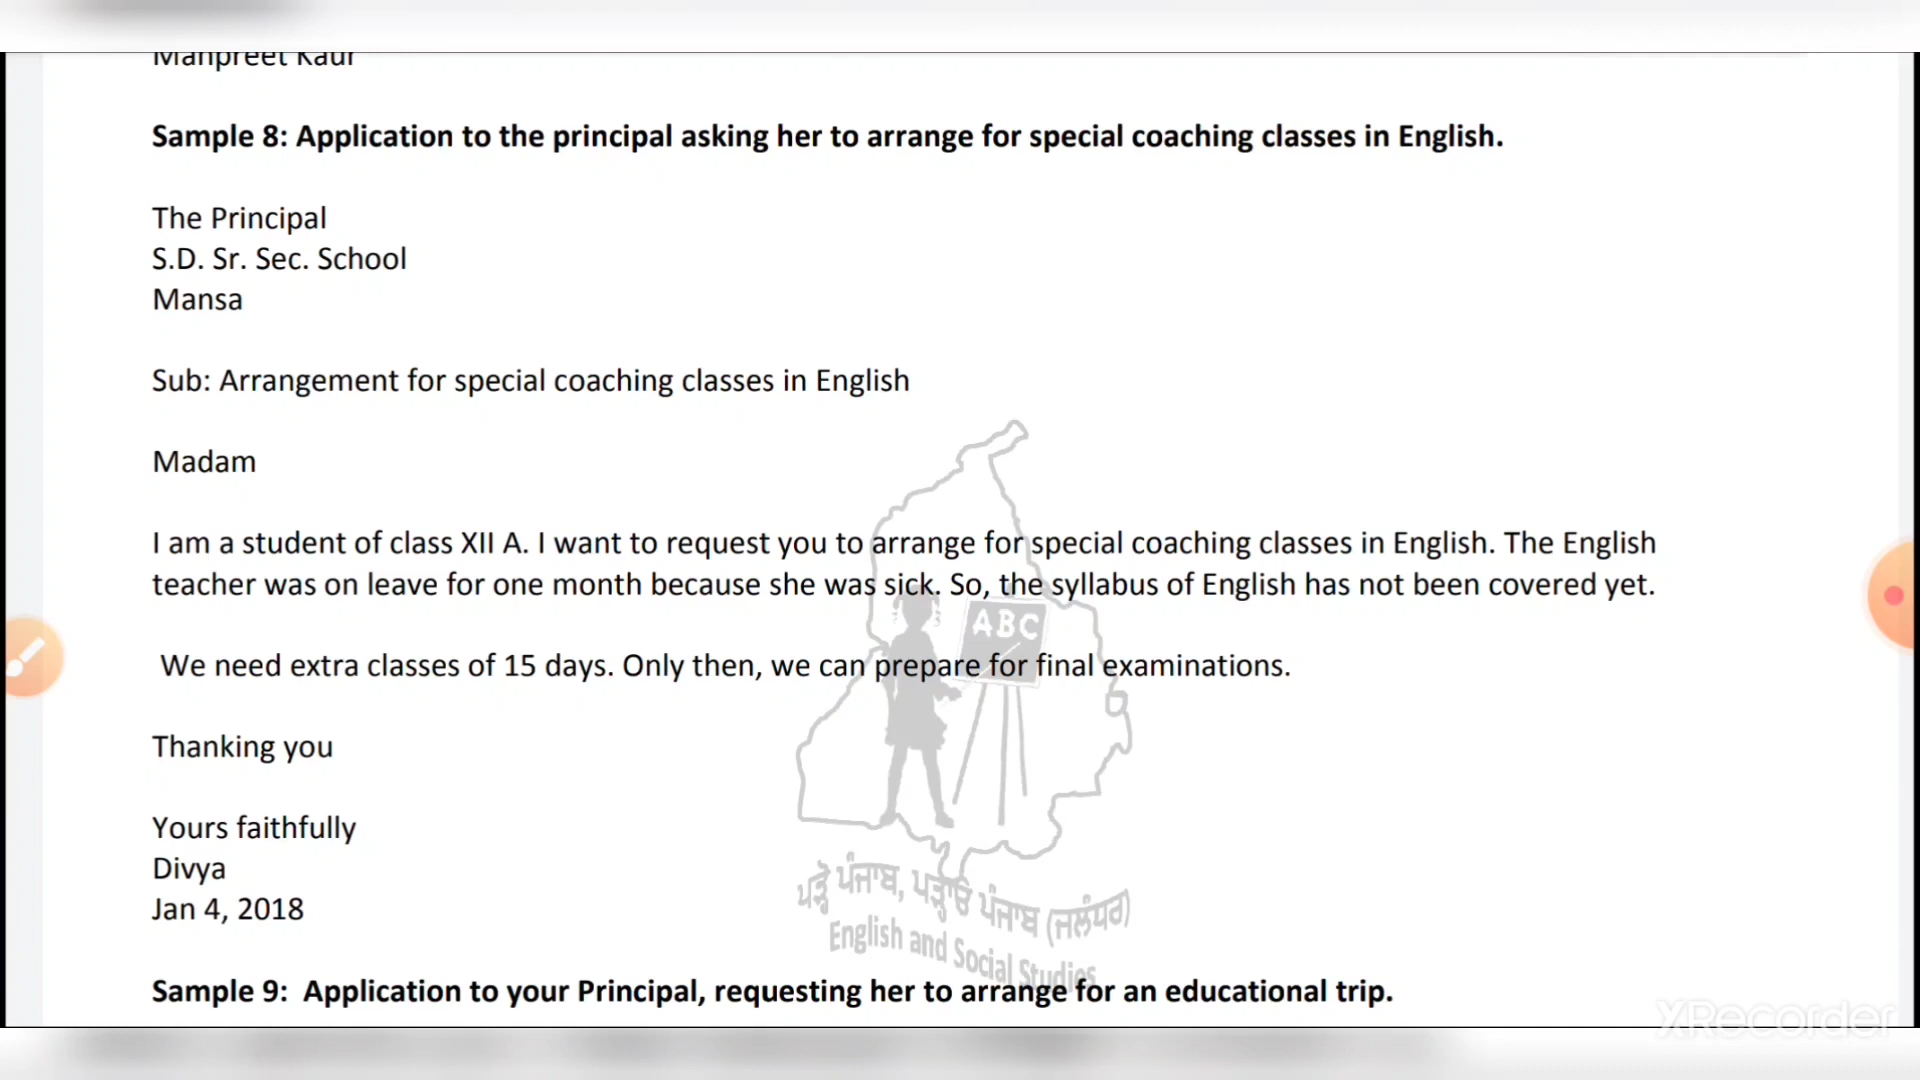 Manpreet Kaur
Sample 8: Application to the principal asking her to arrange for special coaching classes in English.
The Principal
S.D. Sr. Sec. School
Mansa
Sub: Arrangement for special coaching classes in English
Madam
I am a student of class XII A. I want to request you to arrange for special coaching classes in English. The English
teacher was on leave for one month because she was sick. So, the syllabus of English has not been covered yet.
ABC
We need extra classes of 15 days. Only then, we can prepare for final examinations.
Thanking you
Yours faithfully
Divya
Jan 4, 2018
ਪੜ੍ਹੋ ਪੰਜਾਬ, ਪੜ੍ਹਾਓ ਪੰਜਾਬ (ਜਲੰਧਰ)
English and Social Studies
Sample 9:  Application to your Principal, requesting her to arrange for an educational trip.
XRecorder